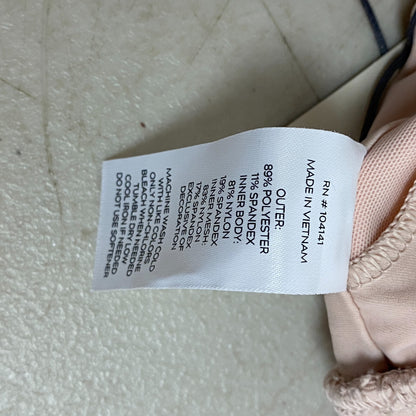 RN # 104141
MADE IN VIETNAM
OUTER:
89% POLYESTER
11% SPANDEX
INNER BODY:
81% NYLON
19% SPANDEX
INNER MESH:
83% NYLON
17% SPANDEX
EXCLUSIVE OF
DECORATION
MACHINE WASH COLD
WITH LIKE COLORS
ONLY NON-CHLORINE
BLEACH WHEN NEEDED
TUMBLE DRY LOW
COOL IRON IF NEEDED
DO NOT USE SOFTENER